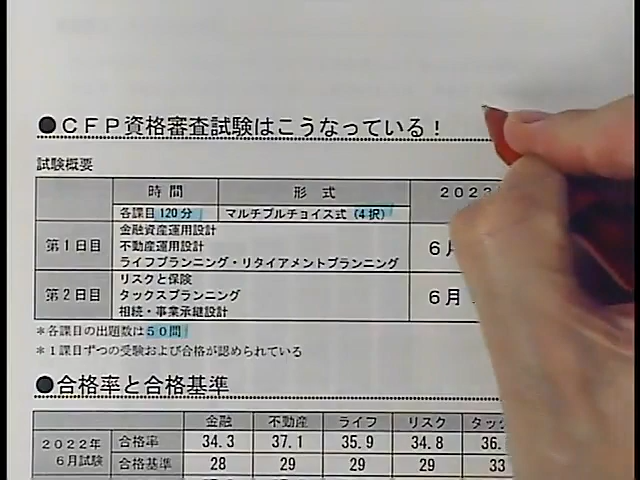 ●ＣＦＰ資格審査試験はこうなっている！
試験概要
時間 形式 ２０２３
各課目120分 マルチプルチョイス式（4択）
第１日目 金融資産運用設計
不動産運用設計
ライフプランニング・リタイアメントプランニング
６月
第２日目 リスクと保険
タックスプランニング
相続・事業承継設計
６月
＊各課目の出題数は５０問
＊１課目ずつの受験および合格が認められている
●合格率と合格基準
金融 不動産 ライフ リスク タック
２０２２年６月試験 合格率 34.3 37.1 35.9 34.8 36.
合格基準 28 29 29 29 33